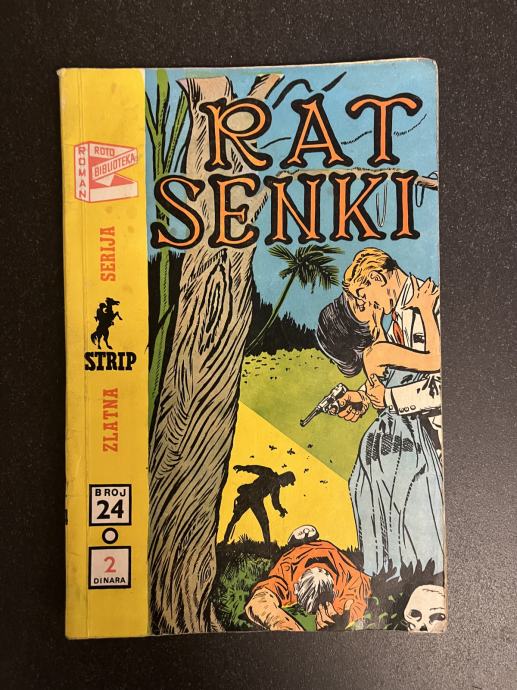 RAT
SENKI
ROMAN
ROTO
BIBLIOTEKA
ZLATNA
STRIP
SERIJA
BROJ
24
2
DINARA